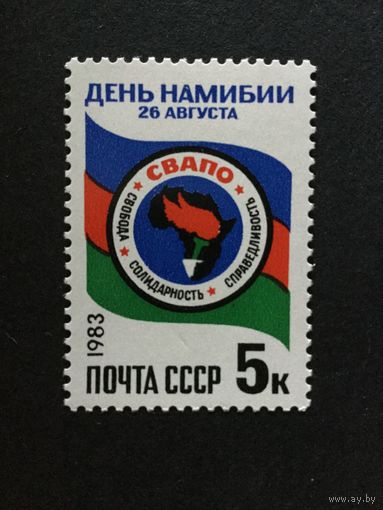 ДЕНЬ НАМИБИИ
26 АВГУСТА
СВАПО
СВОБОДА
СОЛИДАРНОСТЬ
СПРАВЕДЛИВОСТЬ
1983
ПОЧТА СССР 5к
www.ay.by